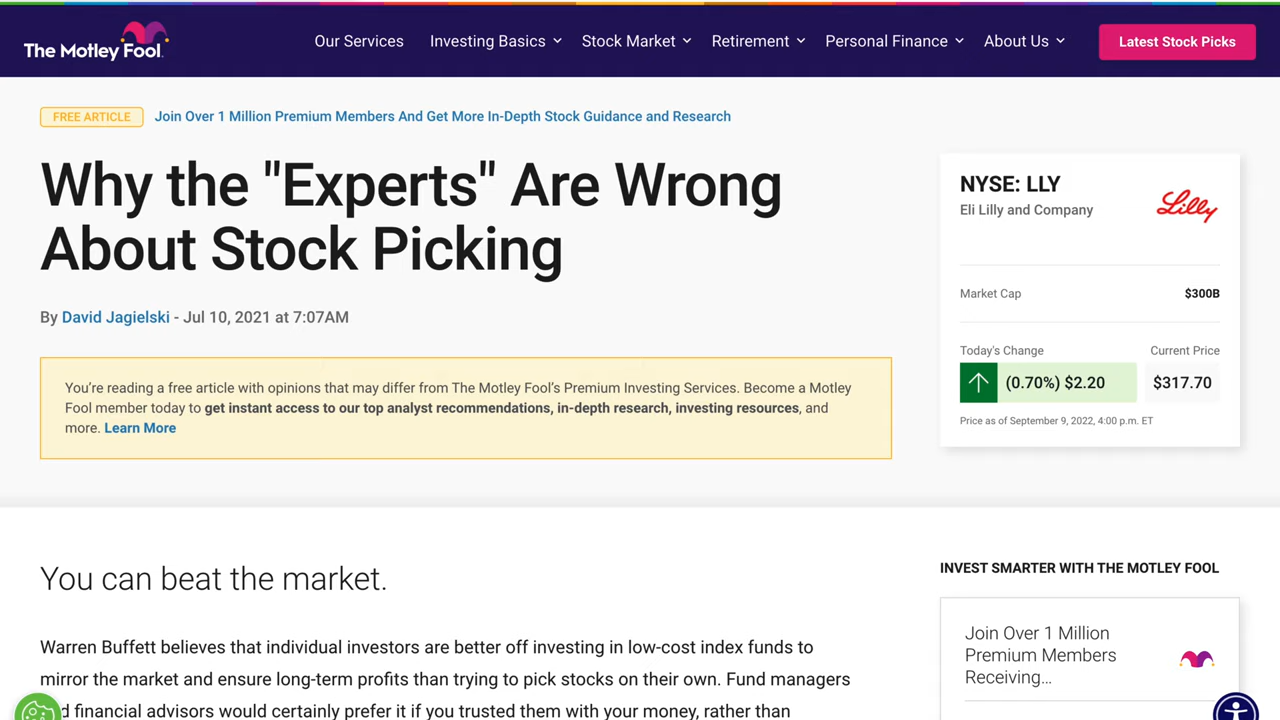 The Motley Fool
Our Services
Investing Basics
Stock Market
Retirement
Personal Finance
About Us
Latest Stock Picks
FREE ARTICLE
Join Over 1 Million Premium Members And Get More In-Depth Stock Guidance and Research
Why the "Experts" Are Wrong
About Stock Picking
By David Jagielski - Jul 10, 2021 at 7:07AM
You’re reading a free article with opinions that may differ from The Motley Fool’s Premium Investing Services. Become a Motley
Fool member today to get instant access to our top analyst recommendations, in-depth research, investing resources, and
more. Learn More
NYSE: LLY
Eli Lilly and Company
Lilly
Market Cap
$300B
Today's Change
Current Price
(0.70%) $2.20
$317.70
Price as of September 9, 2022, 4:00 p.m. ET
You can beat the market.
Warren Buffett believes that individual investors are better off investing in low-cost index funds to
mirror the market and ensure long-term profits than trying to pick stocks on their own. Fund managers
financial advisors would certainly prefer it if you trusted them with your money, rather than
INVEST SMARTER WITH THE MOTLEY FOOL
Join Over 1 Million
Premium Members
Receiving...